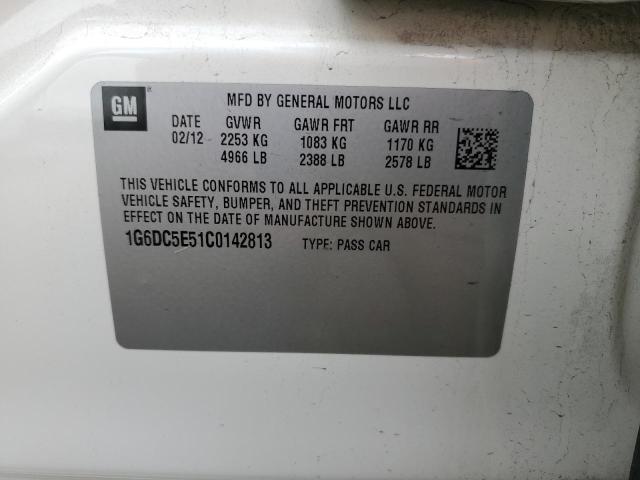 GM
MFD BY GENERAL MOTORS LLC
DATE GVWR GAWR FRT GAWR RR
02/12 2253 KG 1083 KG 1170 KG
4966 LB 2388 LB 2578 LB
THIS VEHICLE CONFORMS TO ALL APPLICABLE U.S. FEDERAL MOTOR
VEHICLE SAFETY, BUMPER, AND THEFT PREVENTION STANDARDS IN
EFFECT ON THE DATE OF MANUFACTURE SHOWN ABOVE.
1G6DC5E51C0142813 TYPE: PASS CAR